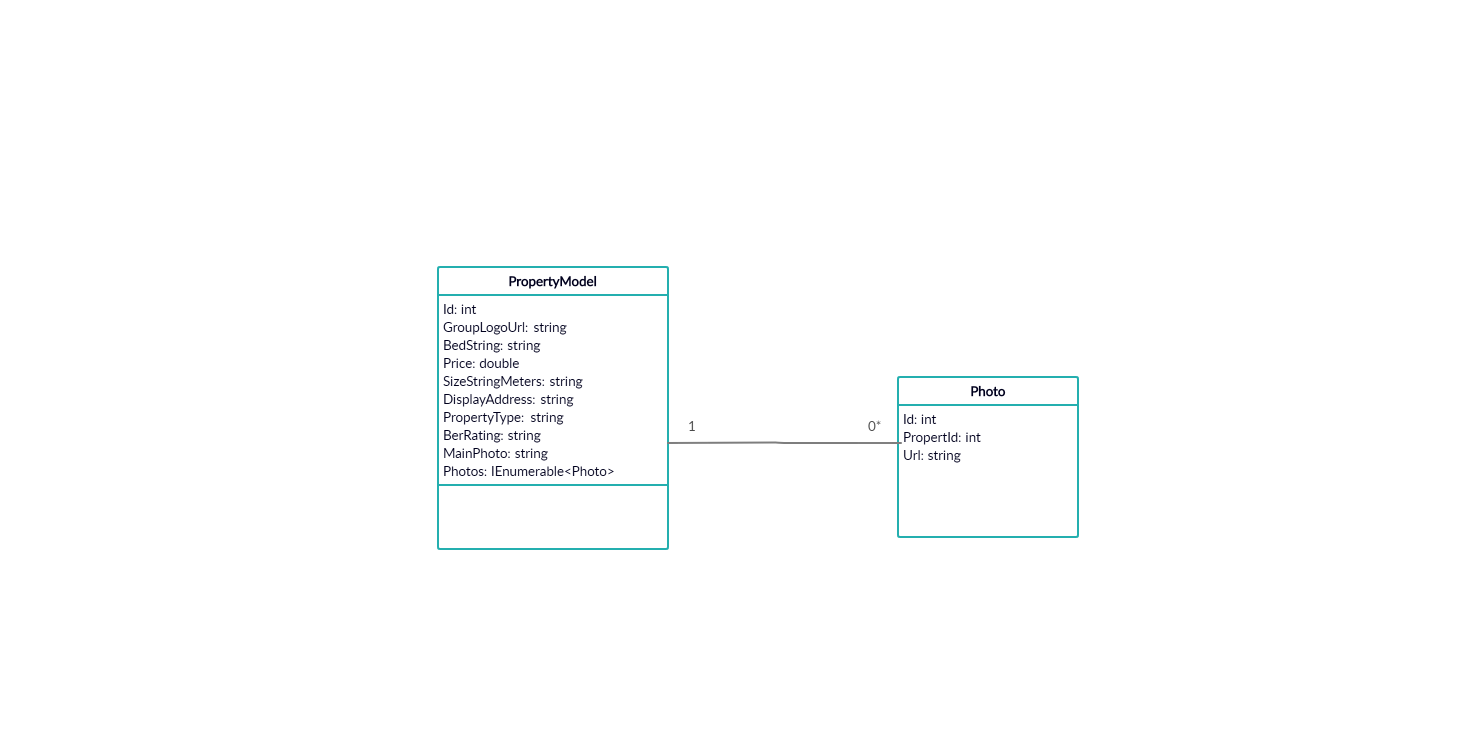 PropertyModel
Id: int
GroupLogoUrl: string
BedString: string
Price: double
SizeStringMeters: string
DisplayAddress: string
PropertyType: string
BerRating: string
MainPhoto: string
Photos: IEnumerable<Photo>
1
0*
Photo
Id: int
PropertId: int
Url: string